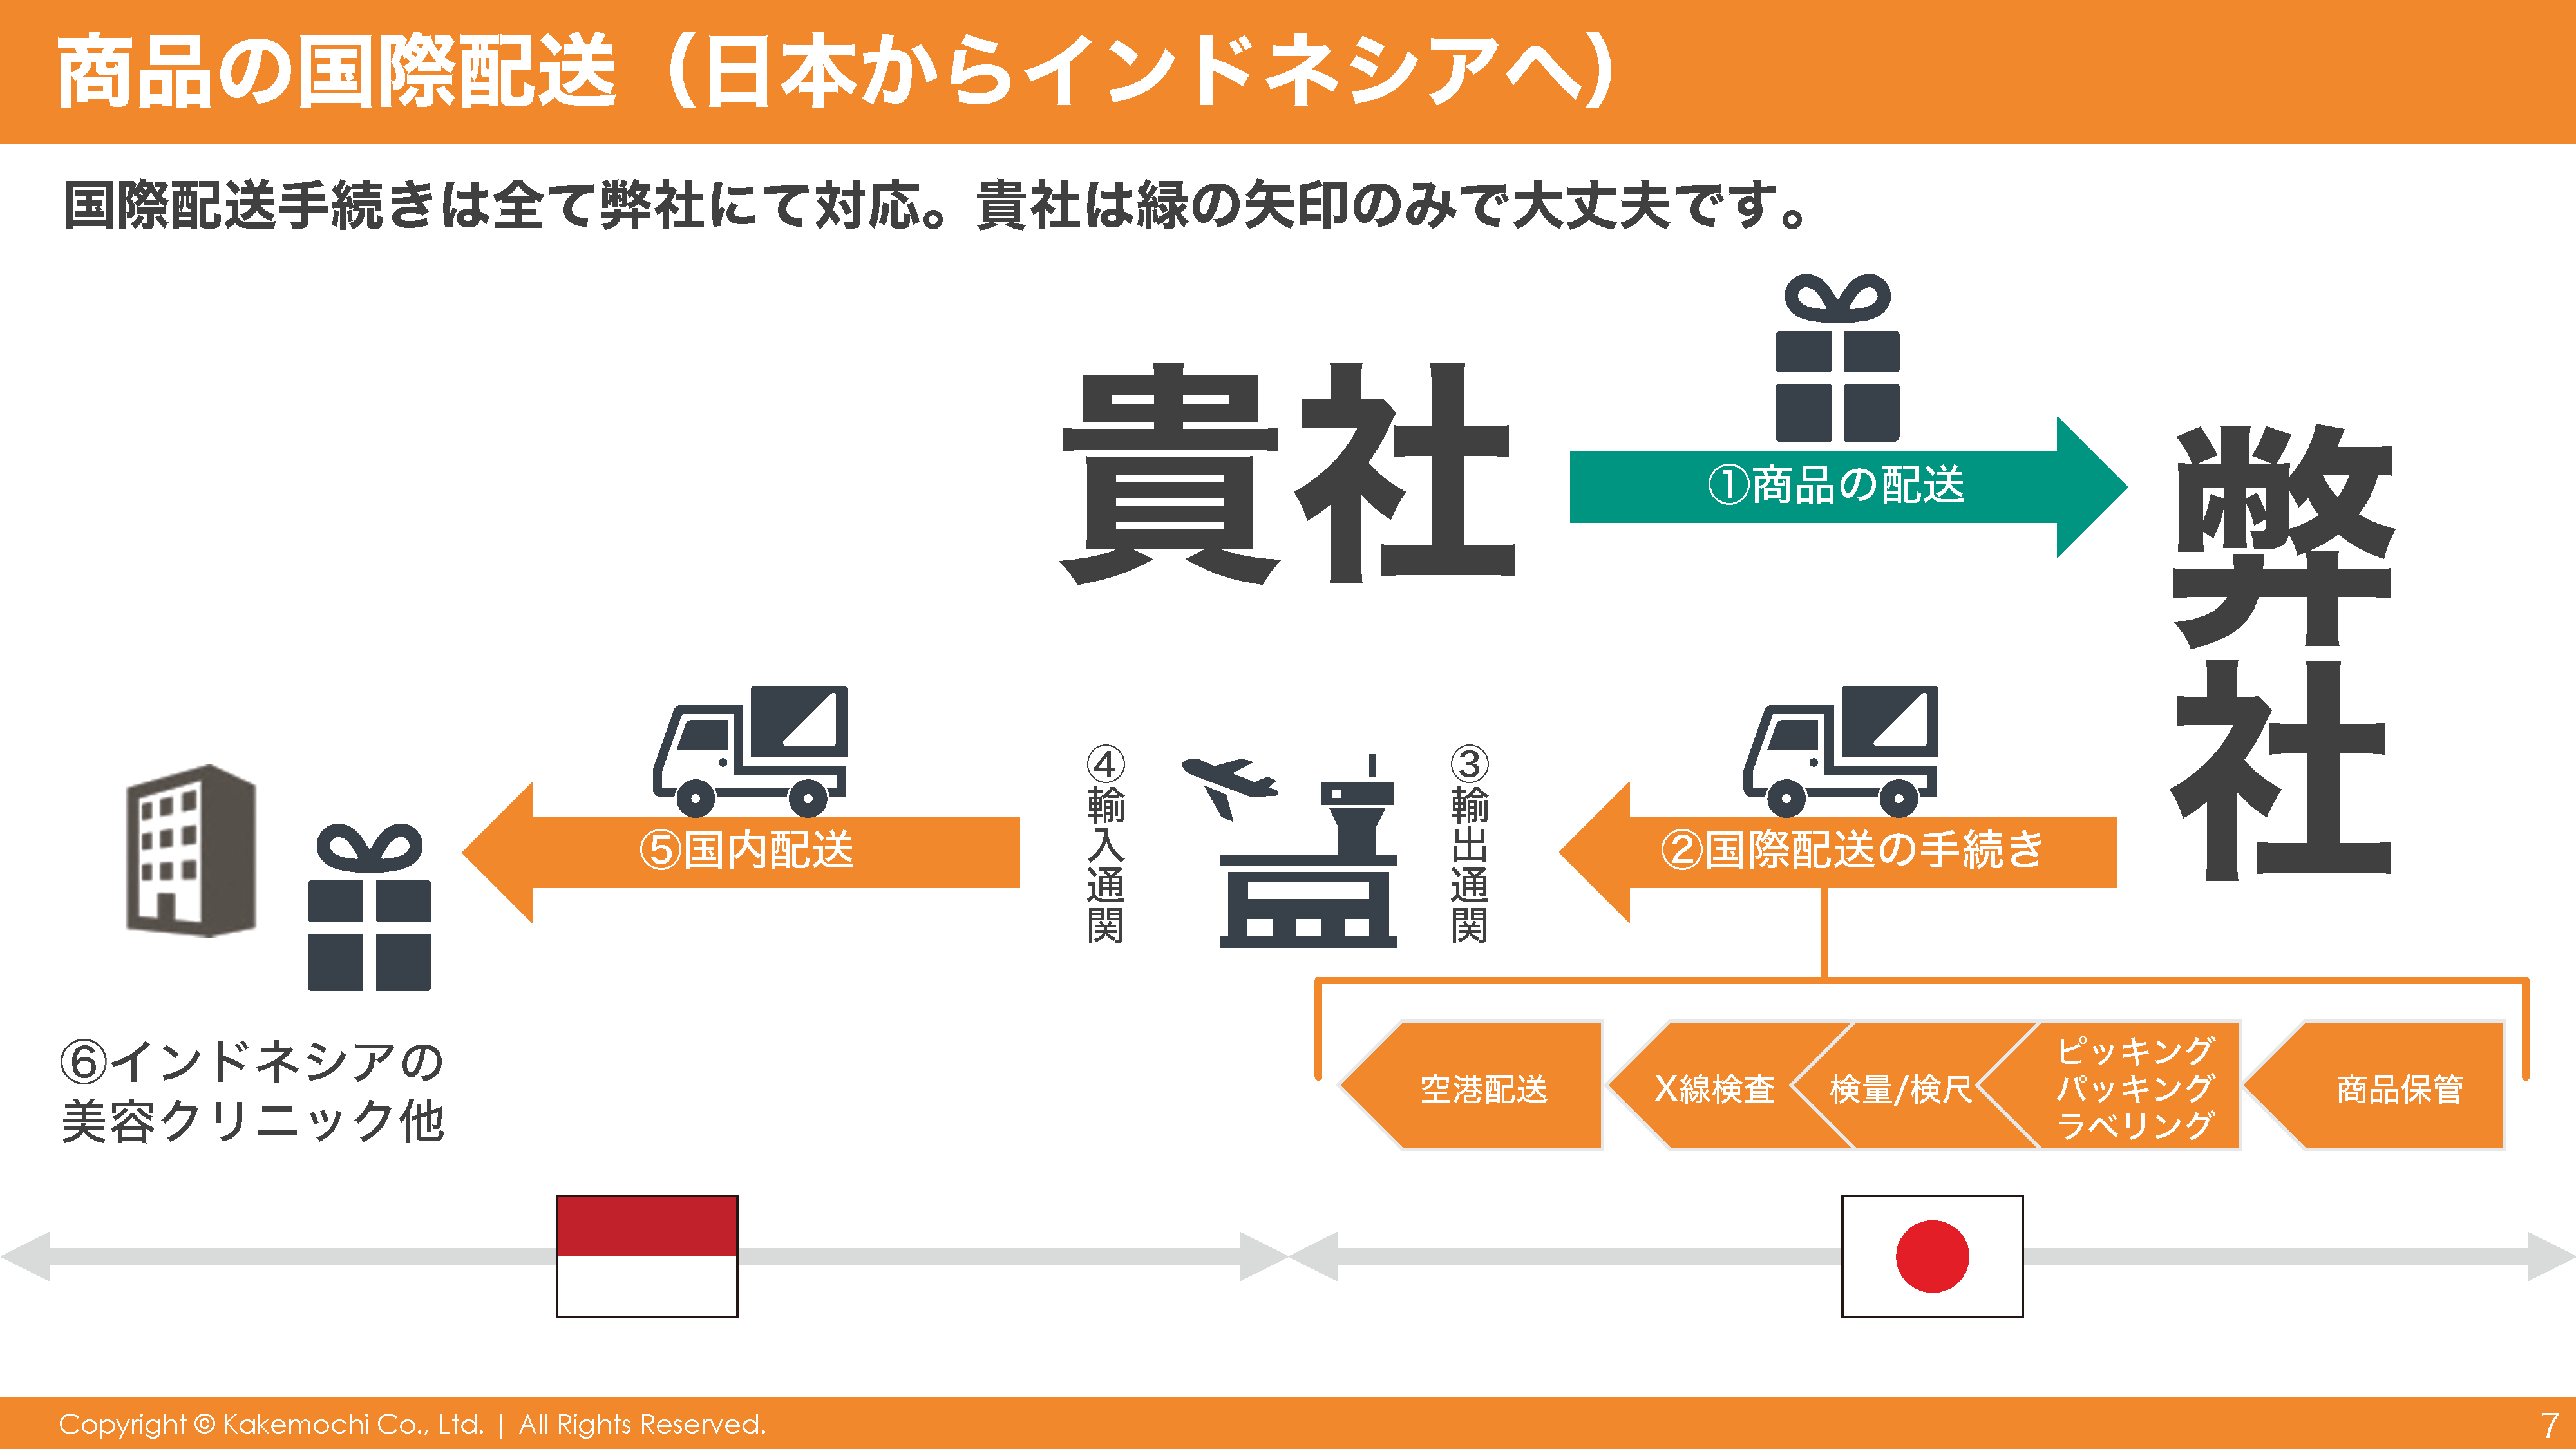 商品の国際配送（日本からインドネシアへ）
国際配送手続きは全て弊社にて対応。貴社は緑の矢印のみで大丈夫です。
貴社
①商品の配送
弊社
②国際配送の手続き
③輸出通関
④輸入通関
⑤国内配送
⑥インドネシアの
美容クリニック他
空港配送
X線検査
検量/検尺
ピッキング
パッキング
ラベリング
商品保管
Copyright © Kakemochi Co., Ltd. | All Rights Reserved.
7